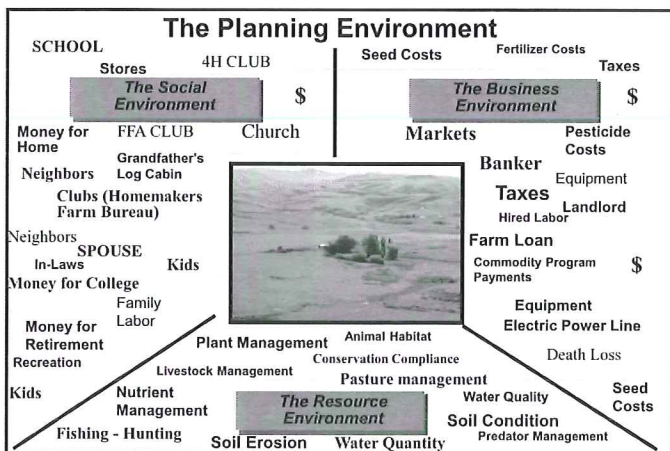 The Planning Environment
SCHOOL
Stores
4H CLUB
The Social
Environment
$
Money for
Home
FFA CLUB
Church
Neighbors
Grandfather's
Log Cabin
Clubs (Homemakers
Farm Bureau)
Neighbors
SPOUSE
In-Laws
Kids
Money for College
Family
Labor
Money for
Retirement
Recreation
Kids
Seed Costs
Fertilizer Costs
Taxes
The Business
Environment
$
Markets
Pesticide
Costs
Banker
Equipment
Taxes
Landlord
Hired Labor
Farm Loan
Commodity Program
Payments
$
Equipment
Electric Power Line
Death Loss
Seed
Costs
Plant Management
Animal Habitat
Conservation Compliance
Livestock Management
Pasture management
Nutrient
Management
The Resource
Environment
Water Quality
Soil Condition
Fishing - Hunting
Soil Erosion
Water Quantity
Predator Management